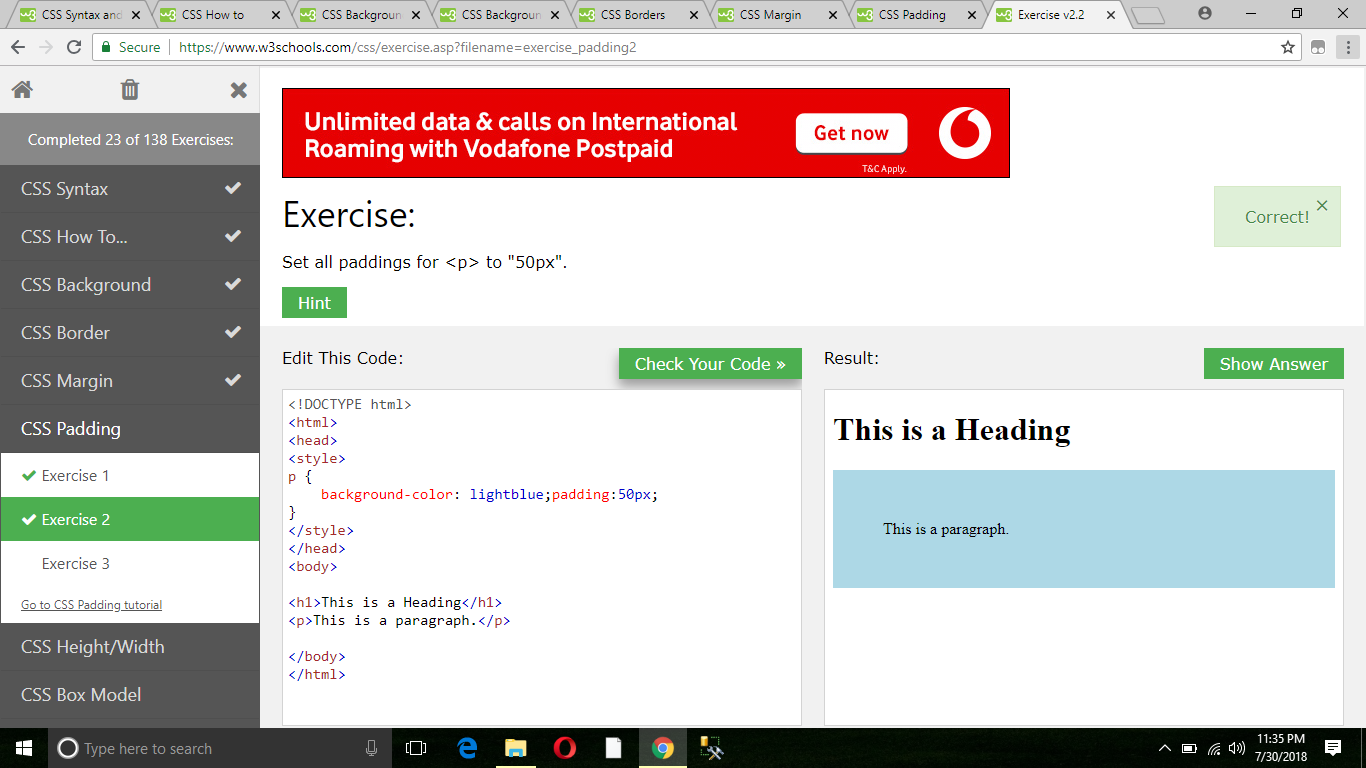 CSS Syntax and
CSS How to
CSS Backgroun
CSS Backgroun
CSS Borders
CSS Margin
CSS Padding
Exercise v2.2
Secure
https://www.w3schools.com/css/exercise.asp?filename=exercise_padding2
Completed 23 of 138 Exercises:
CSS Syntax
CSS How To...
CSS Background
CSS Border
CSS Margin
CSS Padding
Exercise 1
Exercise 2
Exercise 3
Go to CSS Padding tutorial
CSS Height/Width
CSS Box Model
Unlimited data & calls on International
Roaming with Vodafone Postpaid
Get now
T&C Apply.
Exercise:
Correct!
Set all paddings for <p> to "50px".
Hint
Edit This Code:
Check Your Code »
<!DOCTYPE html>
<html>
<head>
<style>
p {
    background-color: lightblue;padding:50px;
}
</style>
</head>
<body>
<h1>This is a Heading</h1>
<p>This is a paragraph.</p>
</body>
</html>
Result:
Show Answer
This is a Heading
This is a paragraph.
Type here to search
11:35 PM
7/30/2018